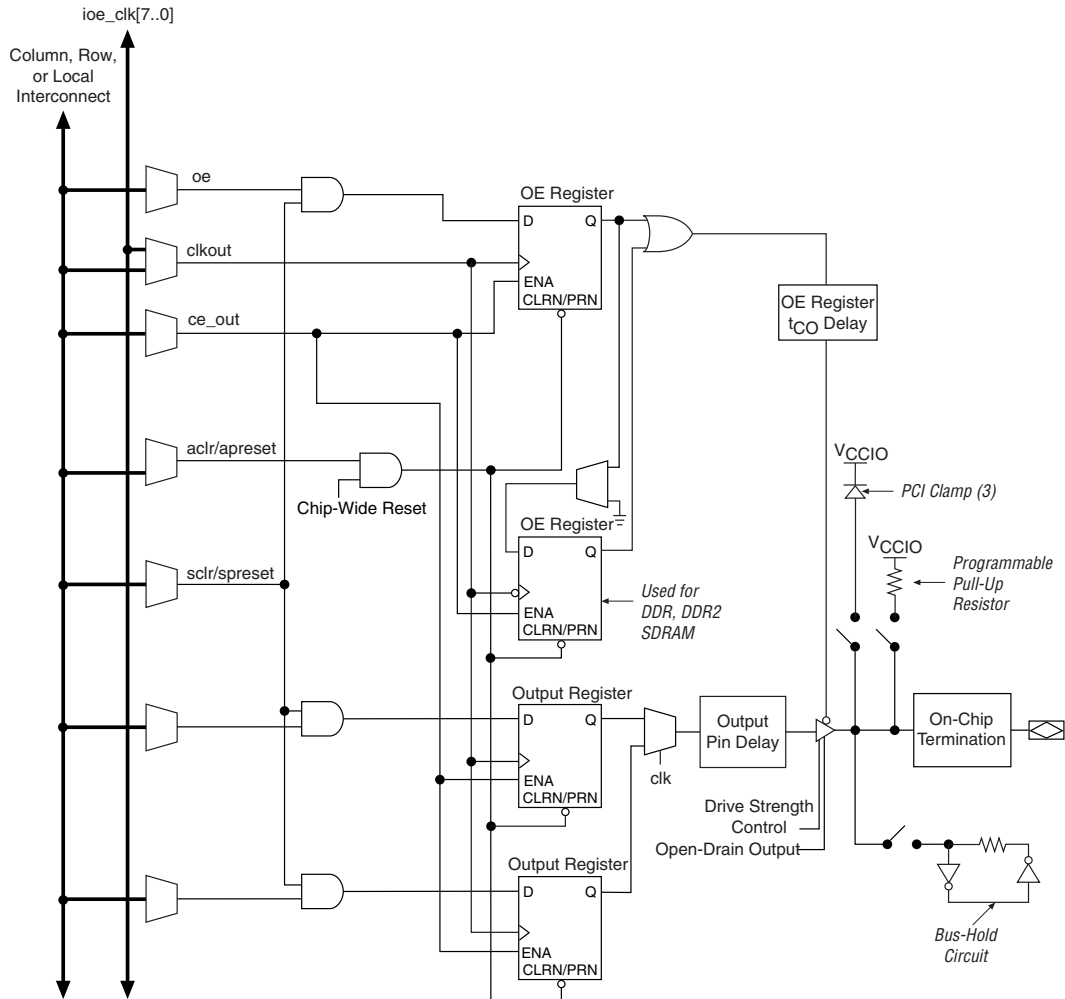 ioe_clk[7..0]
Column, Row,
or Local
Interconnect
oe
OE Register
D
Q
clkout
ENA
CLRN/PRN
OE Register
tCO Delay
ce_out
aclr/apreset
Chip-Wide Reset
VCCIO
PCI Clamp (3)
OE Register
D
Q
VCCIO
Programmable
Pull-Up
Resistor
sclr/spreset
ENA
CLRN/PRN
Used for
DDR, DDR2
SDRAM
Output Register
D
Q
ENA
CLRN/PRN
clk
Output
Pin Delay
On-Chip
Termination
Drive Strength
Control
Open-Drain Output
Output Register
D
Q
ENA
CLRN/PRN
Bus-Hold
Circuit